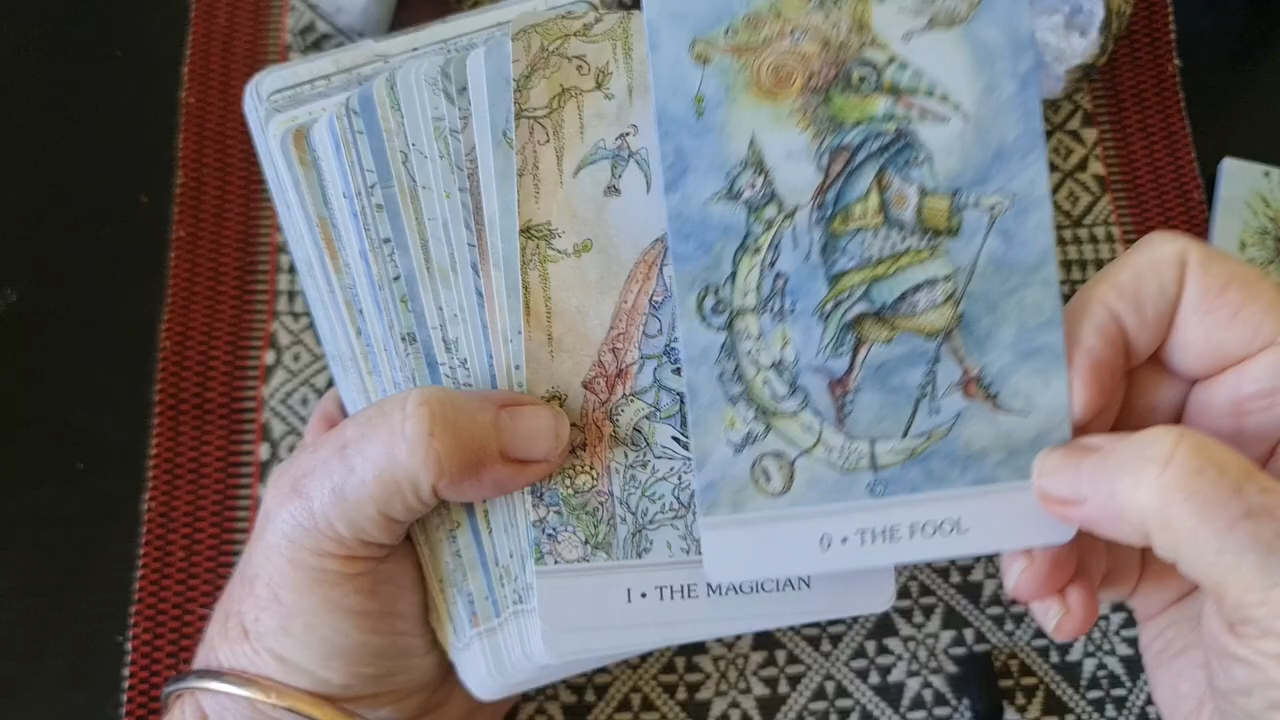 0 • THE FOOL
I • THE MAGICIAN